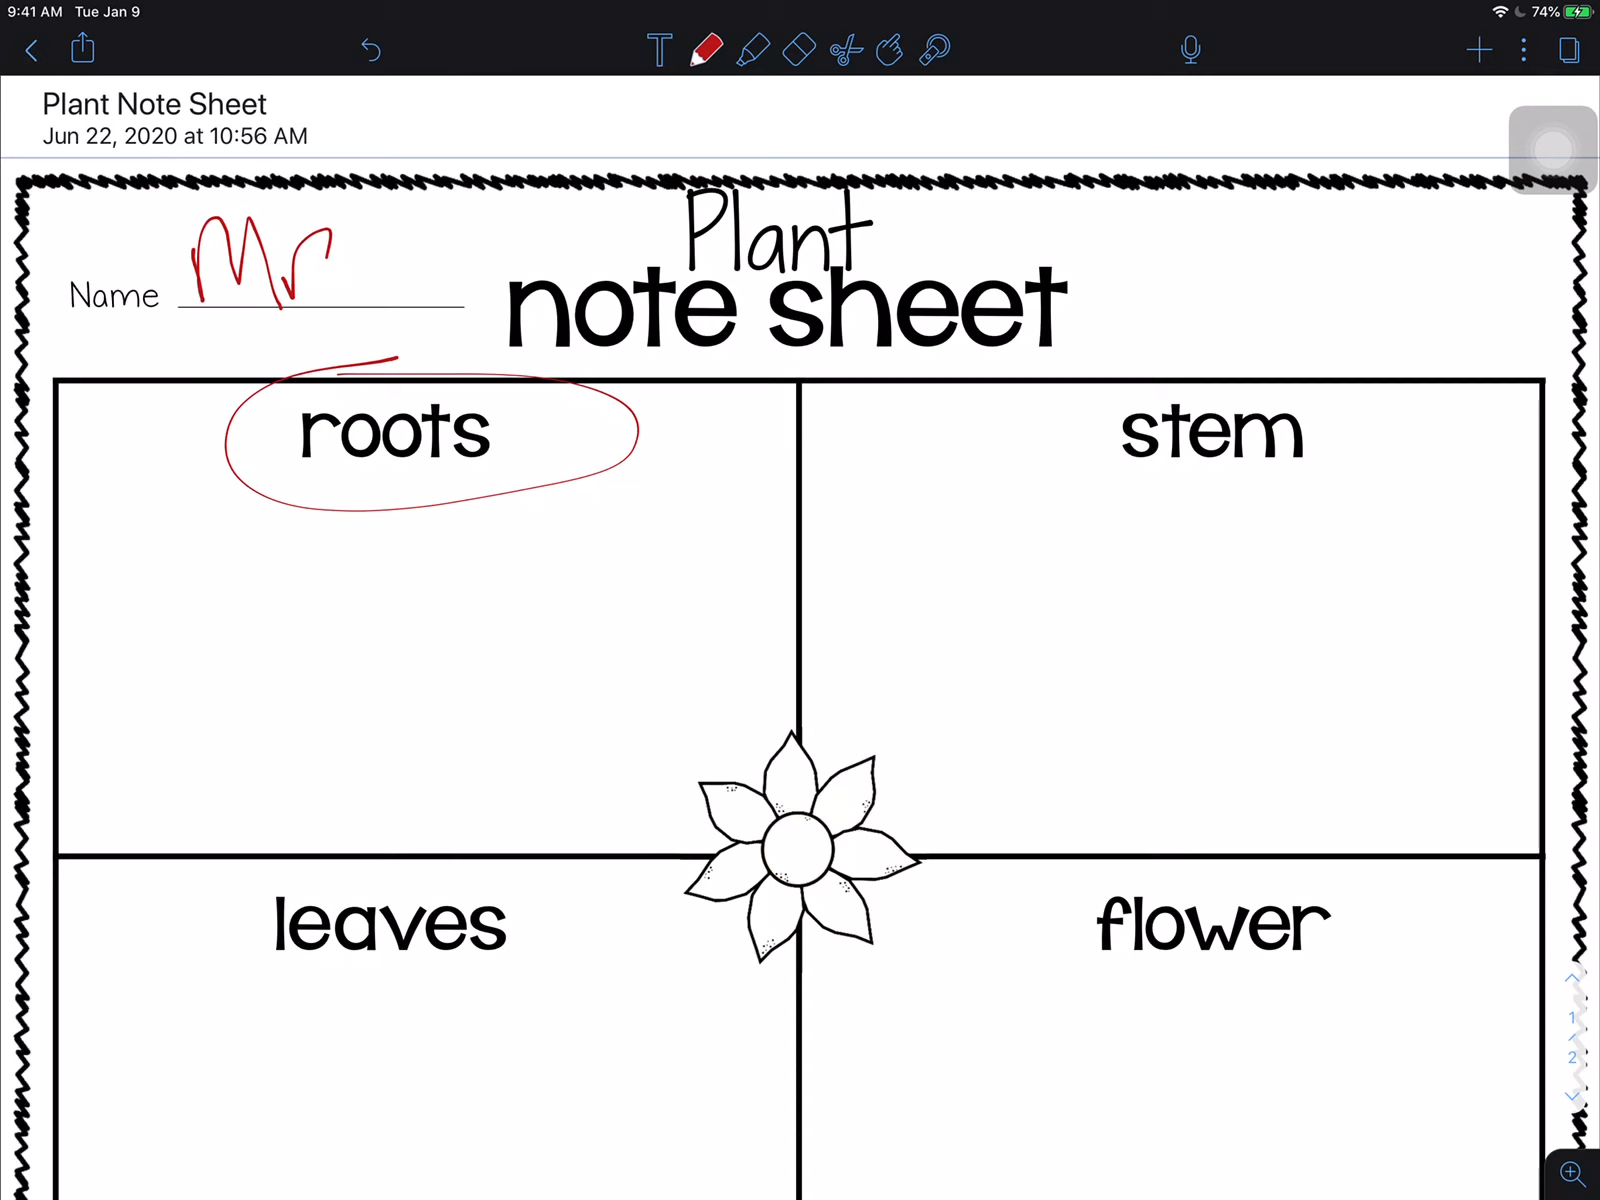 9:41 AM Tue Jan 9 74%
Plant Note Sheet
Jun 22, 2020 at 10:56 AM
Plant
Name Mr
note sheet
roots stem
leaves flower
1
2